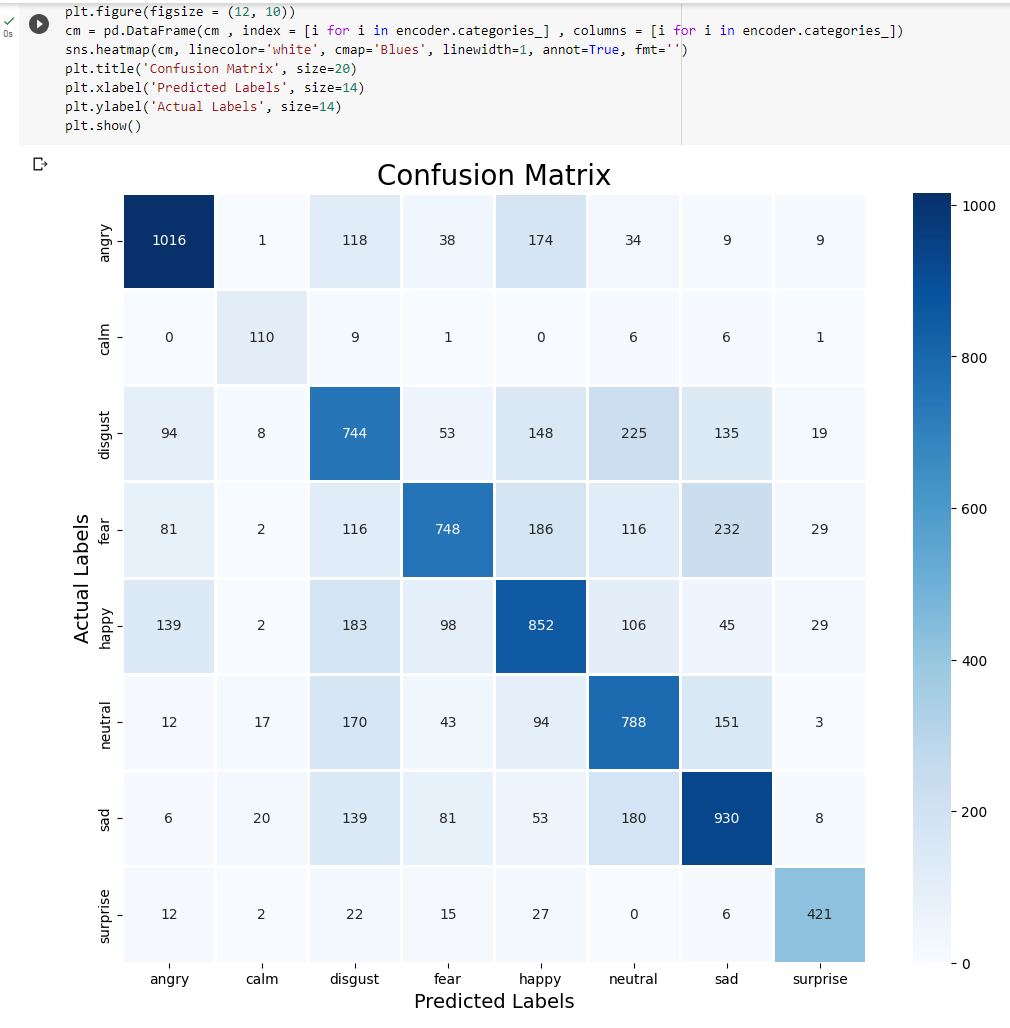 plt.figure(figsize = (12, 10))
cm = pd.DataFrame(cm , index = [i for i in encoder.categories_] , columns = [i for i in encoder.categories_])
sns.heatmap(cm, linecolor='white', cmap='Blues', linewidth=1, annot=True, fmt='')
plt.title('Confusion Matrix', size=20)
plt.xlabel('Predicted Labels', size=14)
plt.ylabel('Actual Labels', size=14)
plt.show()
0s
Confusion Matrix
angry 1016 1 118 38 174 34 9 9
calm 0 110 9 1 0 6 6 1
disgust 94 8 744 53 148 225 135 19
fear 81 2 116 748 186 116 232 29
happy 139 2 183 98 852 106 45 29
neutral 12 17 170 43 94 788 151 3
sad 6 20 139 81 53 180 930 8
surprise 12 2 22 15 27 0 6 421
angry calm disgust fear happy neutral sad surprise
Predicted Labels
Actual Labels
1000
800
600
400
200
0